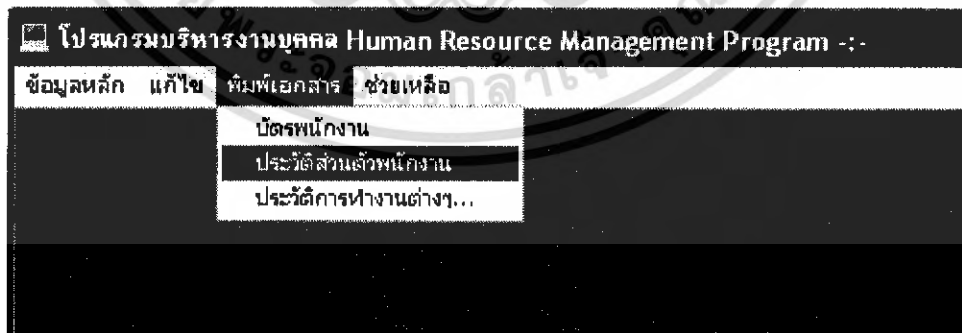 โปรแกรมบริหารงานบุคคล Human Resource Management Program -:-
ข้อมูลหลัก แก้ไข พิมพ์เอกสาร ช่วยเหลือ
บัตรพนักงาน
ประวัติส่วนตัวพนักงาน
ประวัติการทำงานต่างๆ...